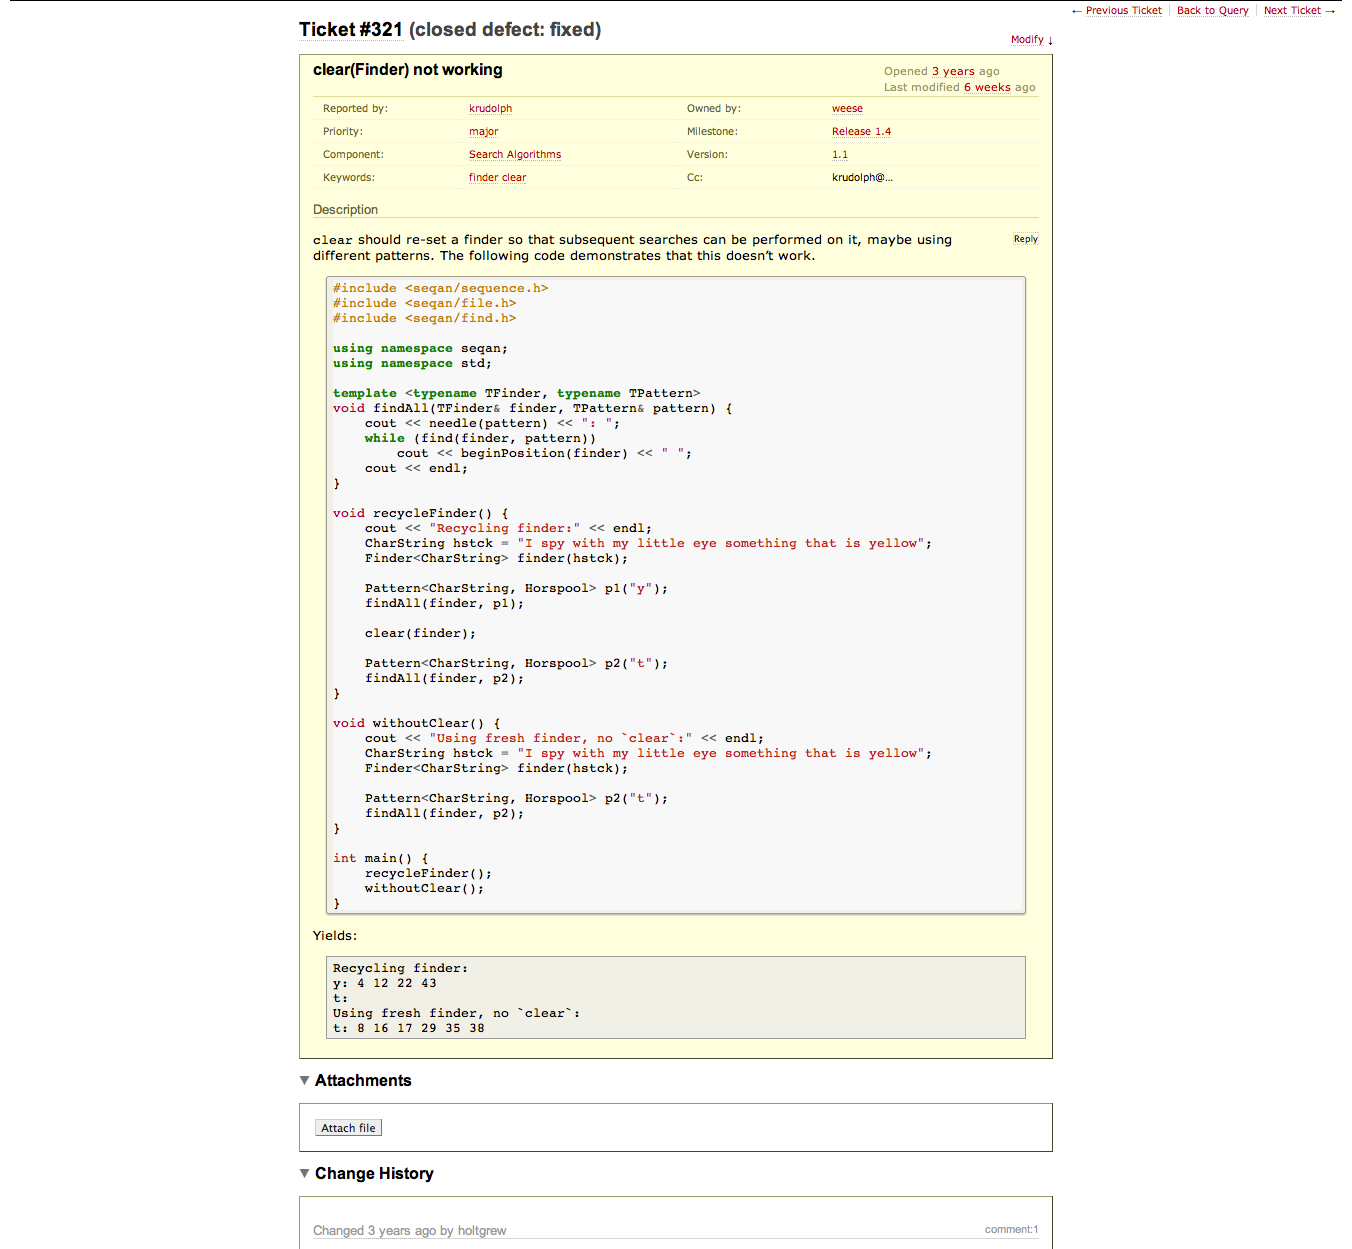 ← Previous Ticket | Back to Query | Next Ticket →
Ticket #321 (closed defect: fixed)
Modify ↓
clear(Finder) not working
Opened 3 years ago
Last modified 6 weeks ago
Reported by: krudolph Owned by: weese
Priority: major Milestone: Release 1.4
Component: Search Algorithms Version: 1.1
Keywords: finder clear Cc: krudolph@…
Description
Reply
clear should re-set a finder so that subsequent searches can be performed on it, maybe using
different patterns. The following code demonstrates that this doesn’t work.
#include <seqan/sequence.h>
#include <seqan/file.h>
#include <seqan/find.h>
using namespace seqan;
using namespace std;
template <typename TFinder, typename TPattern>
void findAll(TFinder& finder, TPattern& pattern) {
    cout << needle(pattern) << ": ";
    while (find(finder, pattern))
        cout << beginPosition(finder) << " ";
    cout << endl;
}
void recycleFinder() {
    cout << "Recycling finder:" << endl;
    CharString hstck = "I spy with my little eye something that is yellow";
    Finder<CharString> finder(hstck);
    Pattern<CharString, Horspool> p1("y");
    findAll(finder, p1);
    clear(finder);
    Pattern<CharString, Horspool> p2("t");
    findAll(finder, p2);
}
void withoutClear() {
    cout << "Using fresh finder, no `clear`:" << endl;
    CharString hstck = "I spy with my little eye something that is yellow";
    Finder<CharString> finder(hstck);
    Pattern<CharString, Horspool> p2("t");
    findAll(finder, p2);
}
int main() {
    recycleFinder();
    withoutClear();
}
Yields:
Recycling finder:
y: 4 12 22 43
t:
Using fresh finder, no `clear`:
t: 8 16 17 29 35 38
▼ Attachments
Attach file
▼ Change History
Changed 3 years ago by holtgrew comment:1